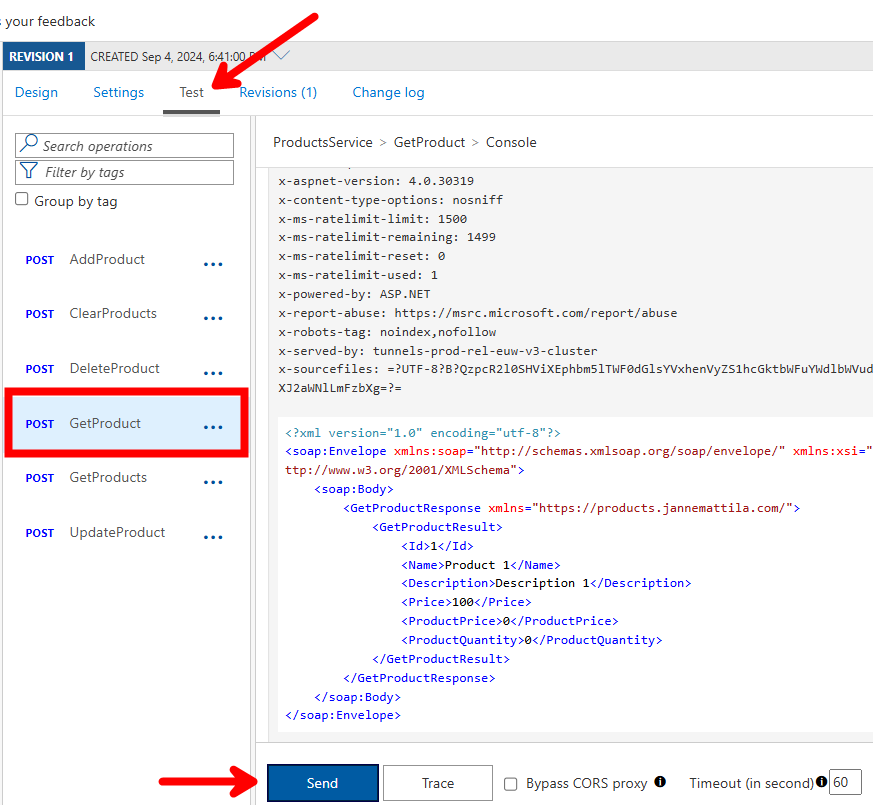 s your feedback
REVISION 1 CREATED Sep 4, 2024, 6:41:00 PM
Design Settings Test Revisions (1) Change log
Search operations
Filter by tags
Group by tag
POST AddProduct ...
POST ClearProducts ...
POST DeleteProduct ...
POST GetProduct ...
POST GetProducts ...
POST UpdateProduct ...
ProductsService > GetProduct > Console
x-aspnet-version: 4.0.30319
x-content-type-options: nosniff
x-ms-ratelimit-limit: 1500
x-ms-ratelimit-remaining: 1499
x-ms-ratelimit-reset: 0
x-ms-ratelimit-used: 1
x-powered-by: ASP.NET
x-report-abuse: https://msrc.microsoft.com/report/abuse
x-robots-tag: noindex,nofollow
x-served-by: tunnels-prod-rel-euw-v3-cluster
x-sourcefiles: =?UTF-8?B?QzpcR2l0SHViXEphbm5lTWF0dGlsYVxhenVyZS1hcGktbWFuYWdlbWVud
XJ2aWNlLmFzbXg=?=
<?xml version="1.0" encoding="utf-8"?>
<soap:Envelope xmlns:soap="http://schemas.xmlsoap.org/soap/envelope/" xmlns:xsi="
ttp://www.w3.org/2001/XMLSchema">
<soap:Body>
<GetProductResponse xmlns="https://products.jannemattila.com/">
<GetProductResult>
<Id>1</Id>
<Name>Product 1</Name>
<Description>Description 1</Description>
<Price>100</Price>
<ProductPrice>0</ProductPrice>
<ProductQuantity>0</ProductQuantity>
</GetProductResult>
</GetProductResponse>
</soap:Body>
</soap:Envelope>
Send Trace Bypass CORS proxy Timeout (in second) 60